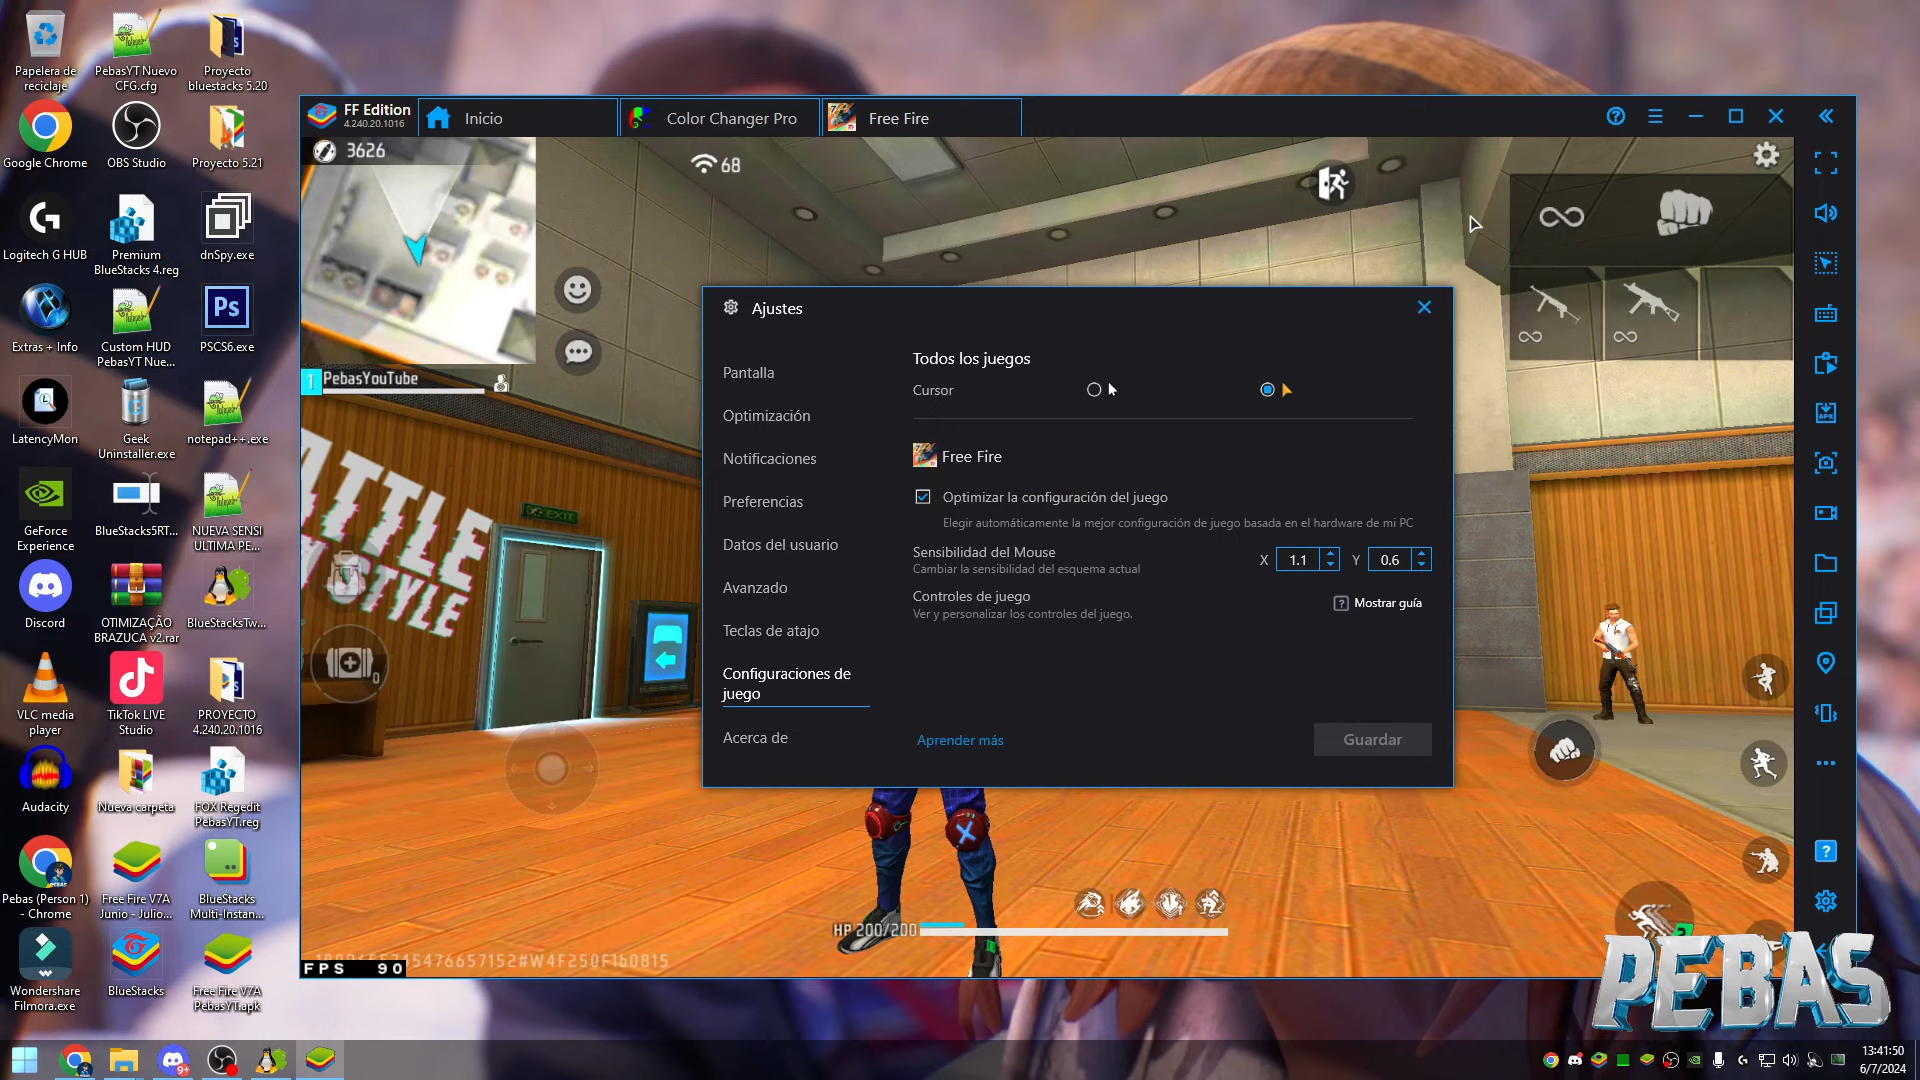 Papelera de
reciclaje
PebasYT Nuevo
CFG.cfg
Proyecto
bluestacks 5.20
Google Chrome
OBS Studio
Proyecto 5.21
Logitech G HUB
Premium
BlueStacks 4.reg
dnSpy.exe
Extras + Info
Custom HUD
PebasYT Nue...
Ps
PSCS6.exe
LatencyMon
Geek
Uninstaller.exe
notepad++.exe
GeForce
Experience
BlueStacks5RT...
NUEVA SENSI
ULTIMA PE...
Discord
OTIMIZAÇÃO
BRAZUCA v2.rar
BlueStacksTw...
VLC media
player
TikTok LIVE
Studio
PROYECTO
4.240.20.1016
Audacity
Nueva carpeta
FOX Regedit
PebasYT.reg
Pebas (Person 1)
- Chrome
Free Fire V7A
Junio - Julio...
BlueStacks
Multi-Instan...
Wondershare
Filmora.exe
BlueStacks
Free Fire V7A
PebasYT.apk
FF Edition
4.240.20.1016
Inicio
Color Changer Pro
Free Fire
3626
68
1 PebasYouTube
EXIT
STYLE
0
Ajustes
Pantalla
Optimización
Notificaciones
Preferencias
Datos del usuario
Avanzado
Teclas de atajo
Configuraciones de
juego
Acerca de
Todos los juegos
Cursor
Free Fire
Optimizar la configuración del juego
Elegir automáticamente la mejor configuración de juego basada en el hardware de mi PC
Sensibilidad del Mouse
Cambiar la sensibilidad del esquema actual
X 1.1 Y 0.6
Controles de juego
Ver y personalizar los controles del juego.
Mostrar guía
Aprender más
Guardar
HP 200/200
FPS 90
APK
PEBAS
9+
13:41:50
6/7/2024